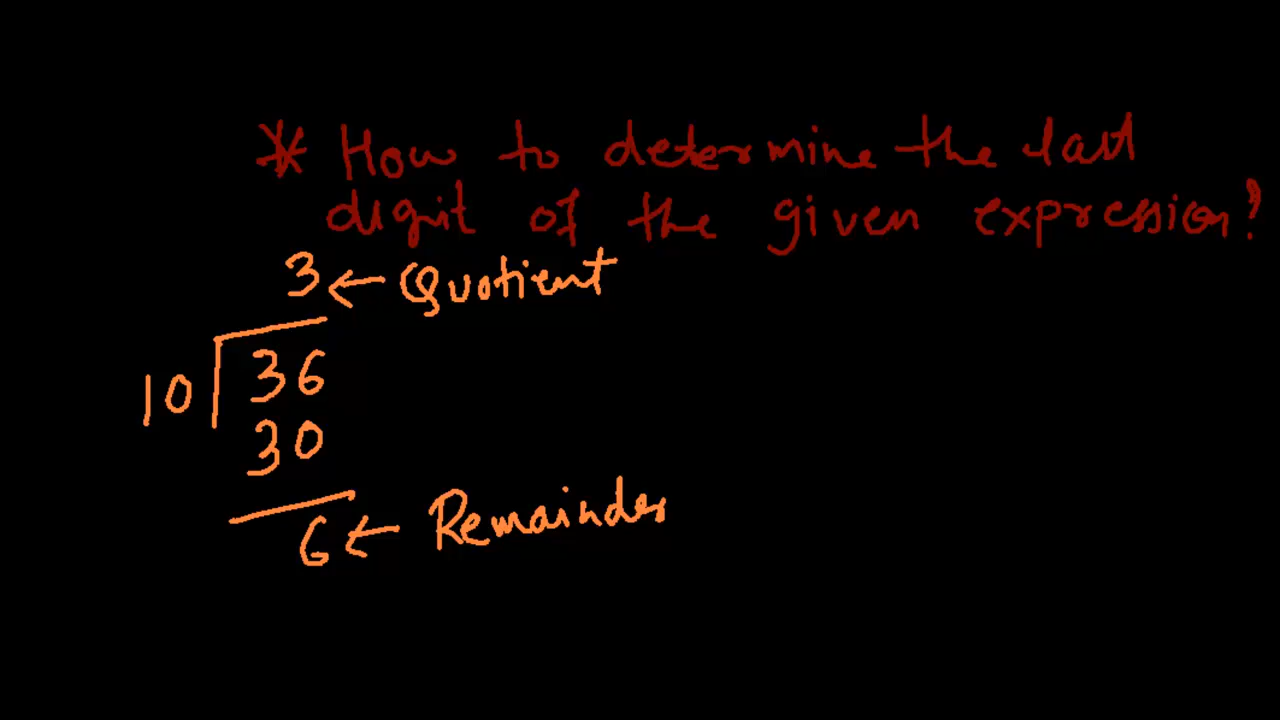 * How to determine the last
digit of the given expression?
3 ← Quotient
10 36
30
6 ← Remainder